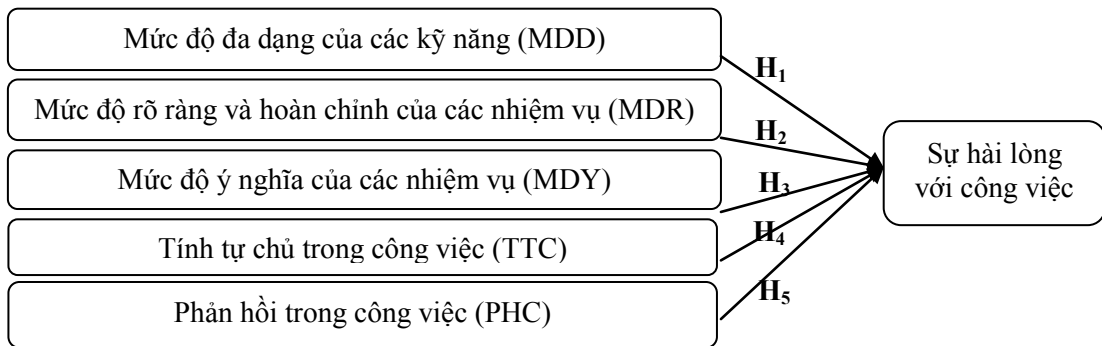 Mức độ đa dạng của các kỹ năng (MDD)
H1
Mức độ rõ ràng và hoàn chỉnh của các nhiệm vụ (MDR)
H2
Mức độ ý nghĩa của các nhiệm vụ (MDY)
H3
Tính tự chủ trong công việc (TTC)
H4
Phản hồi trong công việc (PHC)
H5
Sự hài lòng
với công việc